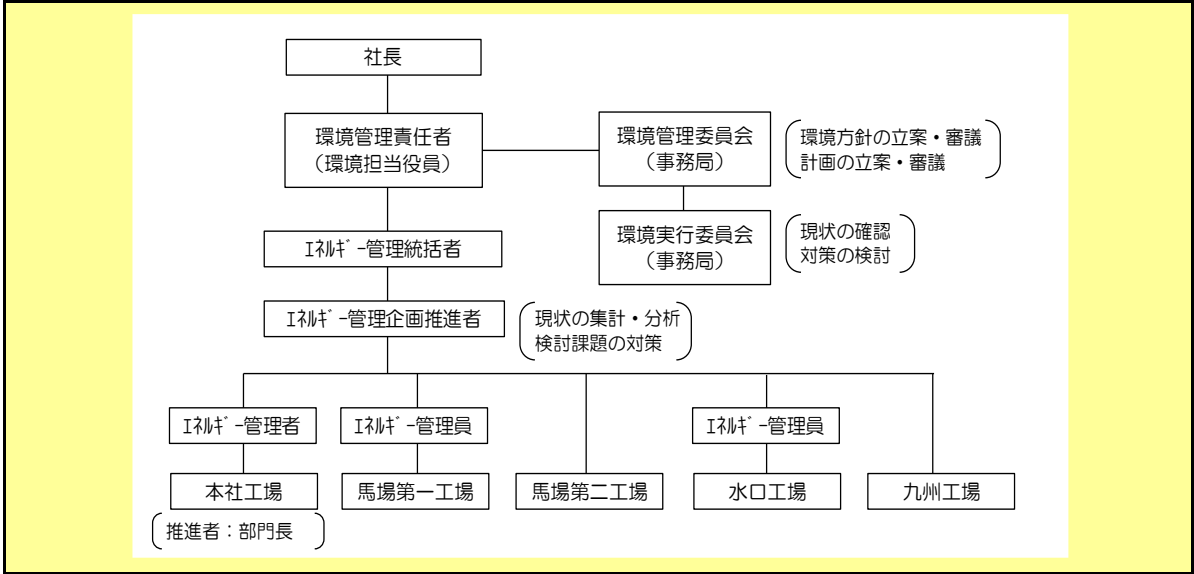 社長
環境管理責任者
（環境担当役員）
環境管理委員会
（事務局）
環境方針の立案・審議
計画の立案・審議
環境実行委員会
（事務局）
現状の確認
対策の検討
ｴﾈﾙｷﾞｰ管理統括者
ｴﾈﾙｷﾞｰ管理企画推進者
現状の集計・分析
検討課題の対策
ｴﾈﾙｷﾞｰ管理者
ｴﾈﾙｷﾞｰ管理員
ｴﾈﾙｷﾞｰ管理員
本社工場
馬場第一工場
馬場第二工場
水口工場
九州工場
推進者：部門長